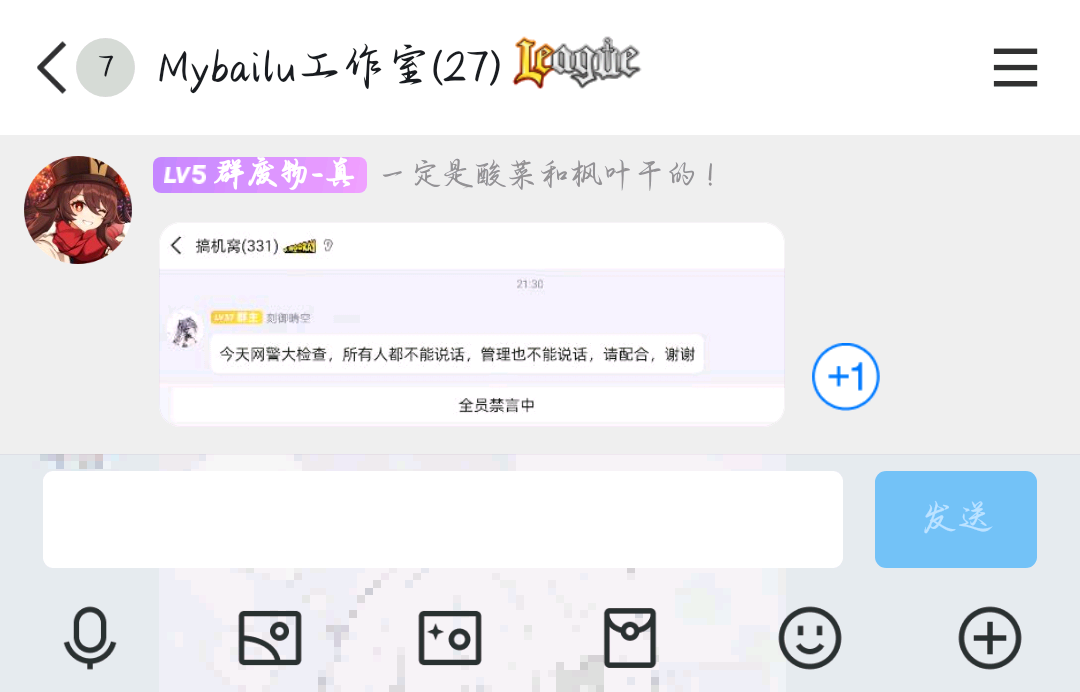 7 Mybailu工作室(27) League
LV5 群废物-真 一定是酸菜和枫叶干的！
搞机窝(331)
21:30
LV37 群主 刻御晴空
今天网警大检查，所有人都不能说话，管理也不能说话，请配合，谢谢
+1
全员禁言中
发送